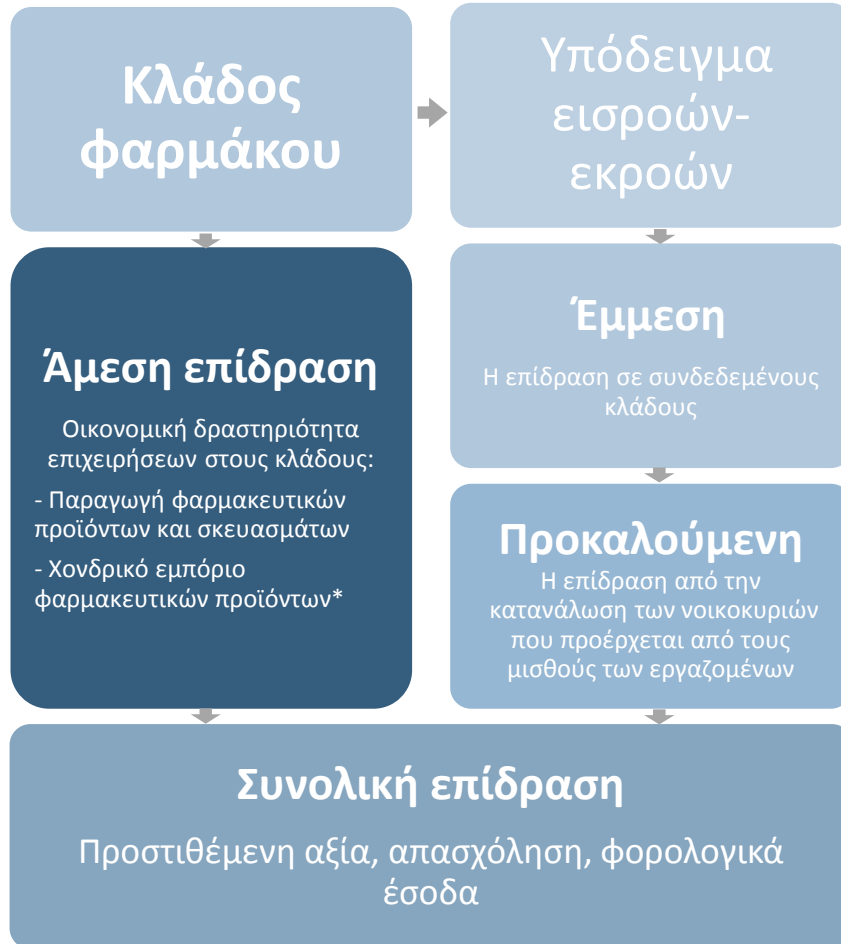 Κλάδος
φαρμάκου
Υπόδειγμα
εισροών-
εκροών
Άμεση επίδραση
Οικονομική δραστηριότητα
επιχειρήσεων στους κλάδους:
- Παραγωγή φαρμακευτικών
προϊόντων και σκευασμάτων
- Χονδρικό εμπόριο
φαρμακευτικών προϊόντων*
Έμμεση
Η επίδραση σε συνδεδεμένους
κλάδους
Προκαλούμενη
Η επίδραση από την
κατανάλωση των νοικοκυριών
που προέρχεται από τους
μισθούς των εργαζομένων
Συνολική επίδραση
Προστιθέμενη αξία, απασχόληση, φορολογικά
έσοδα